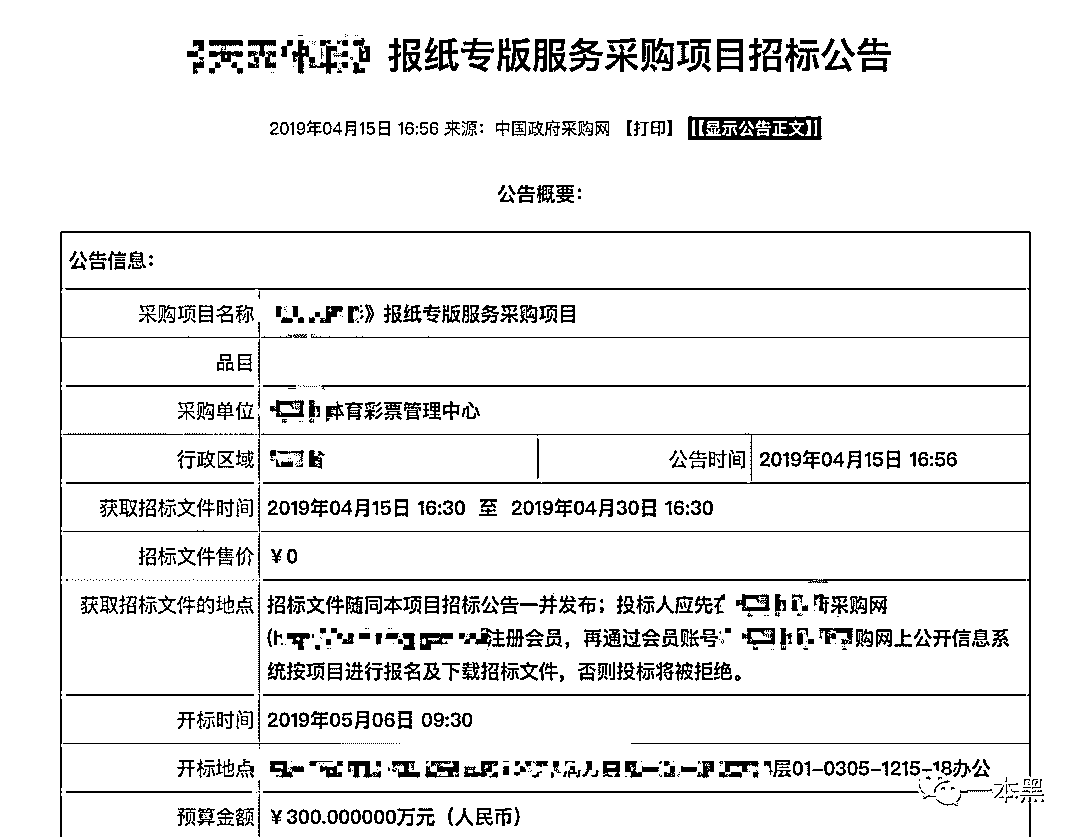 报纸专版服务采购项目招标公告
2019年04月15日 16:56 来源：中国政府采购网 【打印】 【显示公告正文】
公告概要：
公告信息：
采购项目名称 》报纸专版服务采购项目
品目
采购单位 体育彩票管理中心
行政区域 公告时间 2019年04月15日 16:56
获取招标文件时间 2019年04月15日 16:30 至 2019年04月30日 16:30
招标文件售价 ￥0
获取招标文件的地点 招标文件随同本项目招标公告一并发布；投标人应先在 采购网
注册会员，再通过会员账号 购网上公开信息系
统按项目进行报名及下载招标文件，否则投标将被拒绝。
开标时间 2019年05月06日 09:30
开标地点 层01-0305-1215-18办公
预算金额 ￥300.000000万元（人民币）
一本黑